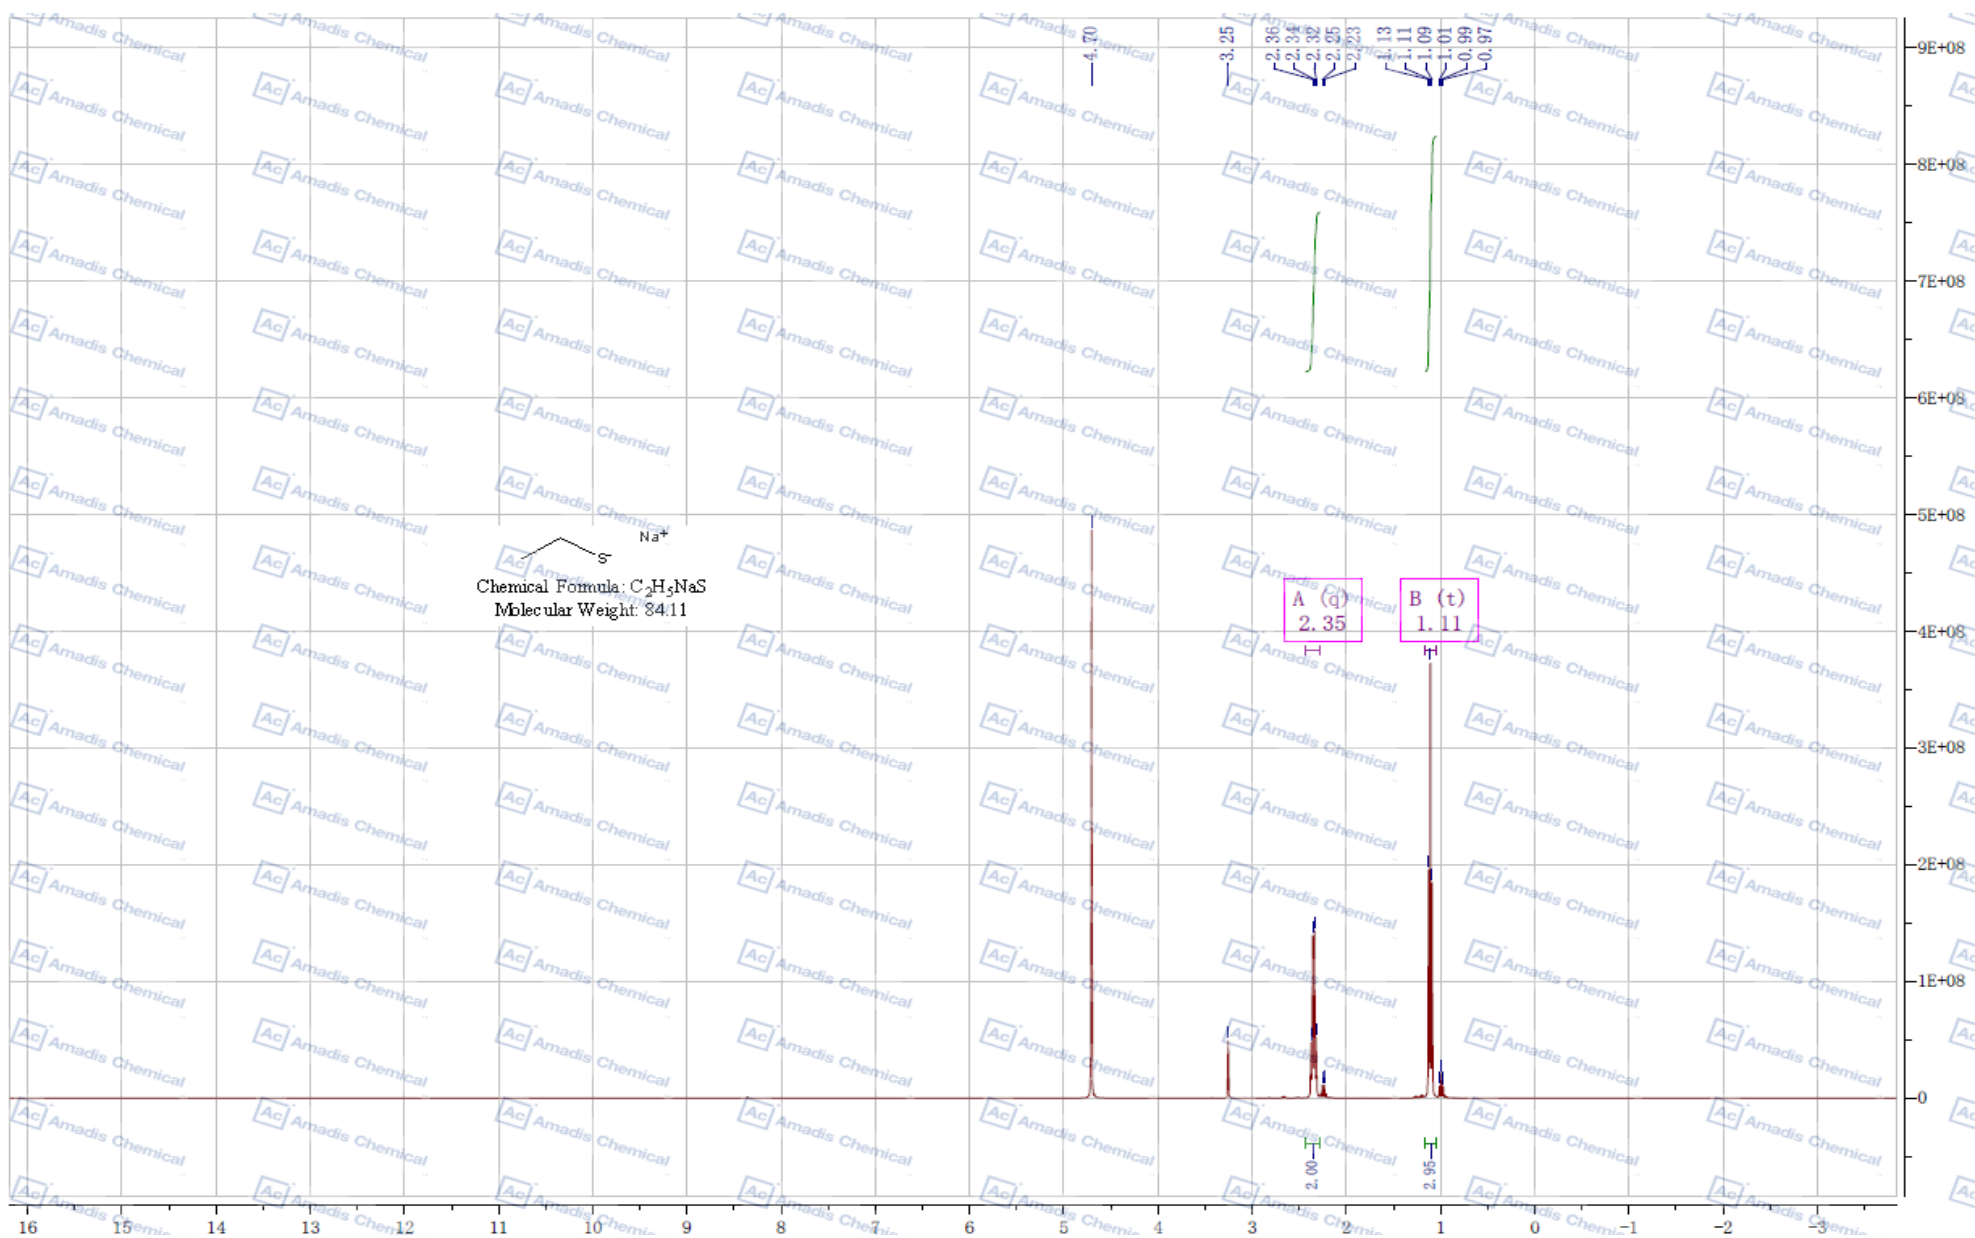 4.70
3.25
2.36
2.34
2.32
2.25
2.23
1.13
1.11
1.09
1.01
0.99
0.97
9E+08
8E+08
7E+08
6E+08
5E+08
4E+08
3E+08
2E+08
1E+08
0
Na+
S-
Chemical Formula: C2H5NaS
Molecular Weight: 84.11
A (q)
2.35
B (t)
1.11
2.00
2.95
16 15 14 13 12 11 10 9 8 7 6 5 4 3 2 1 0 -1 -2 -3
Ac Amadis Chemical